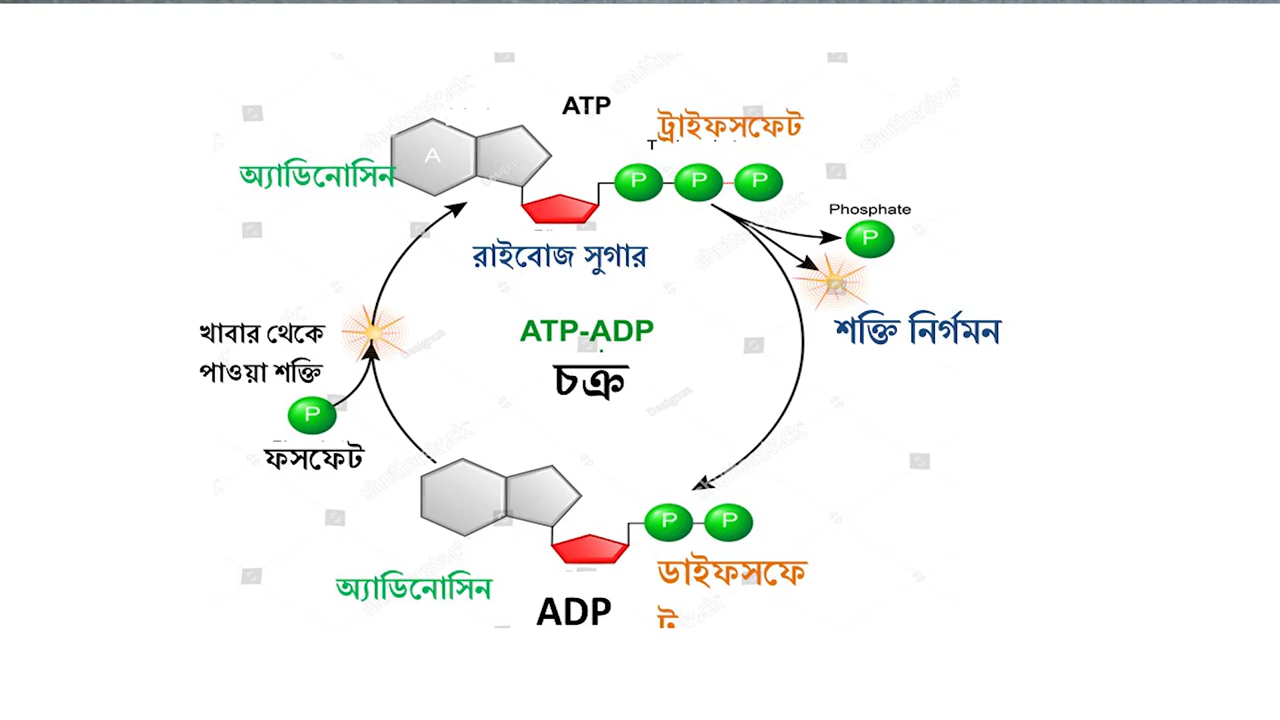 ATP
ট্রাইফসফেট
A
অ্যাডিনোসিন
P P P
Phosphate
P
রাইবোজ সুগার
শক্তি নির্গমন
ATP-ADP
চক্র
খাবার থেকে
পাওয়া শক্তি
P
ফসফেট
P P
ডাইফসফে
ট
অ্যাডিনোসিন
ADP